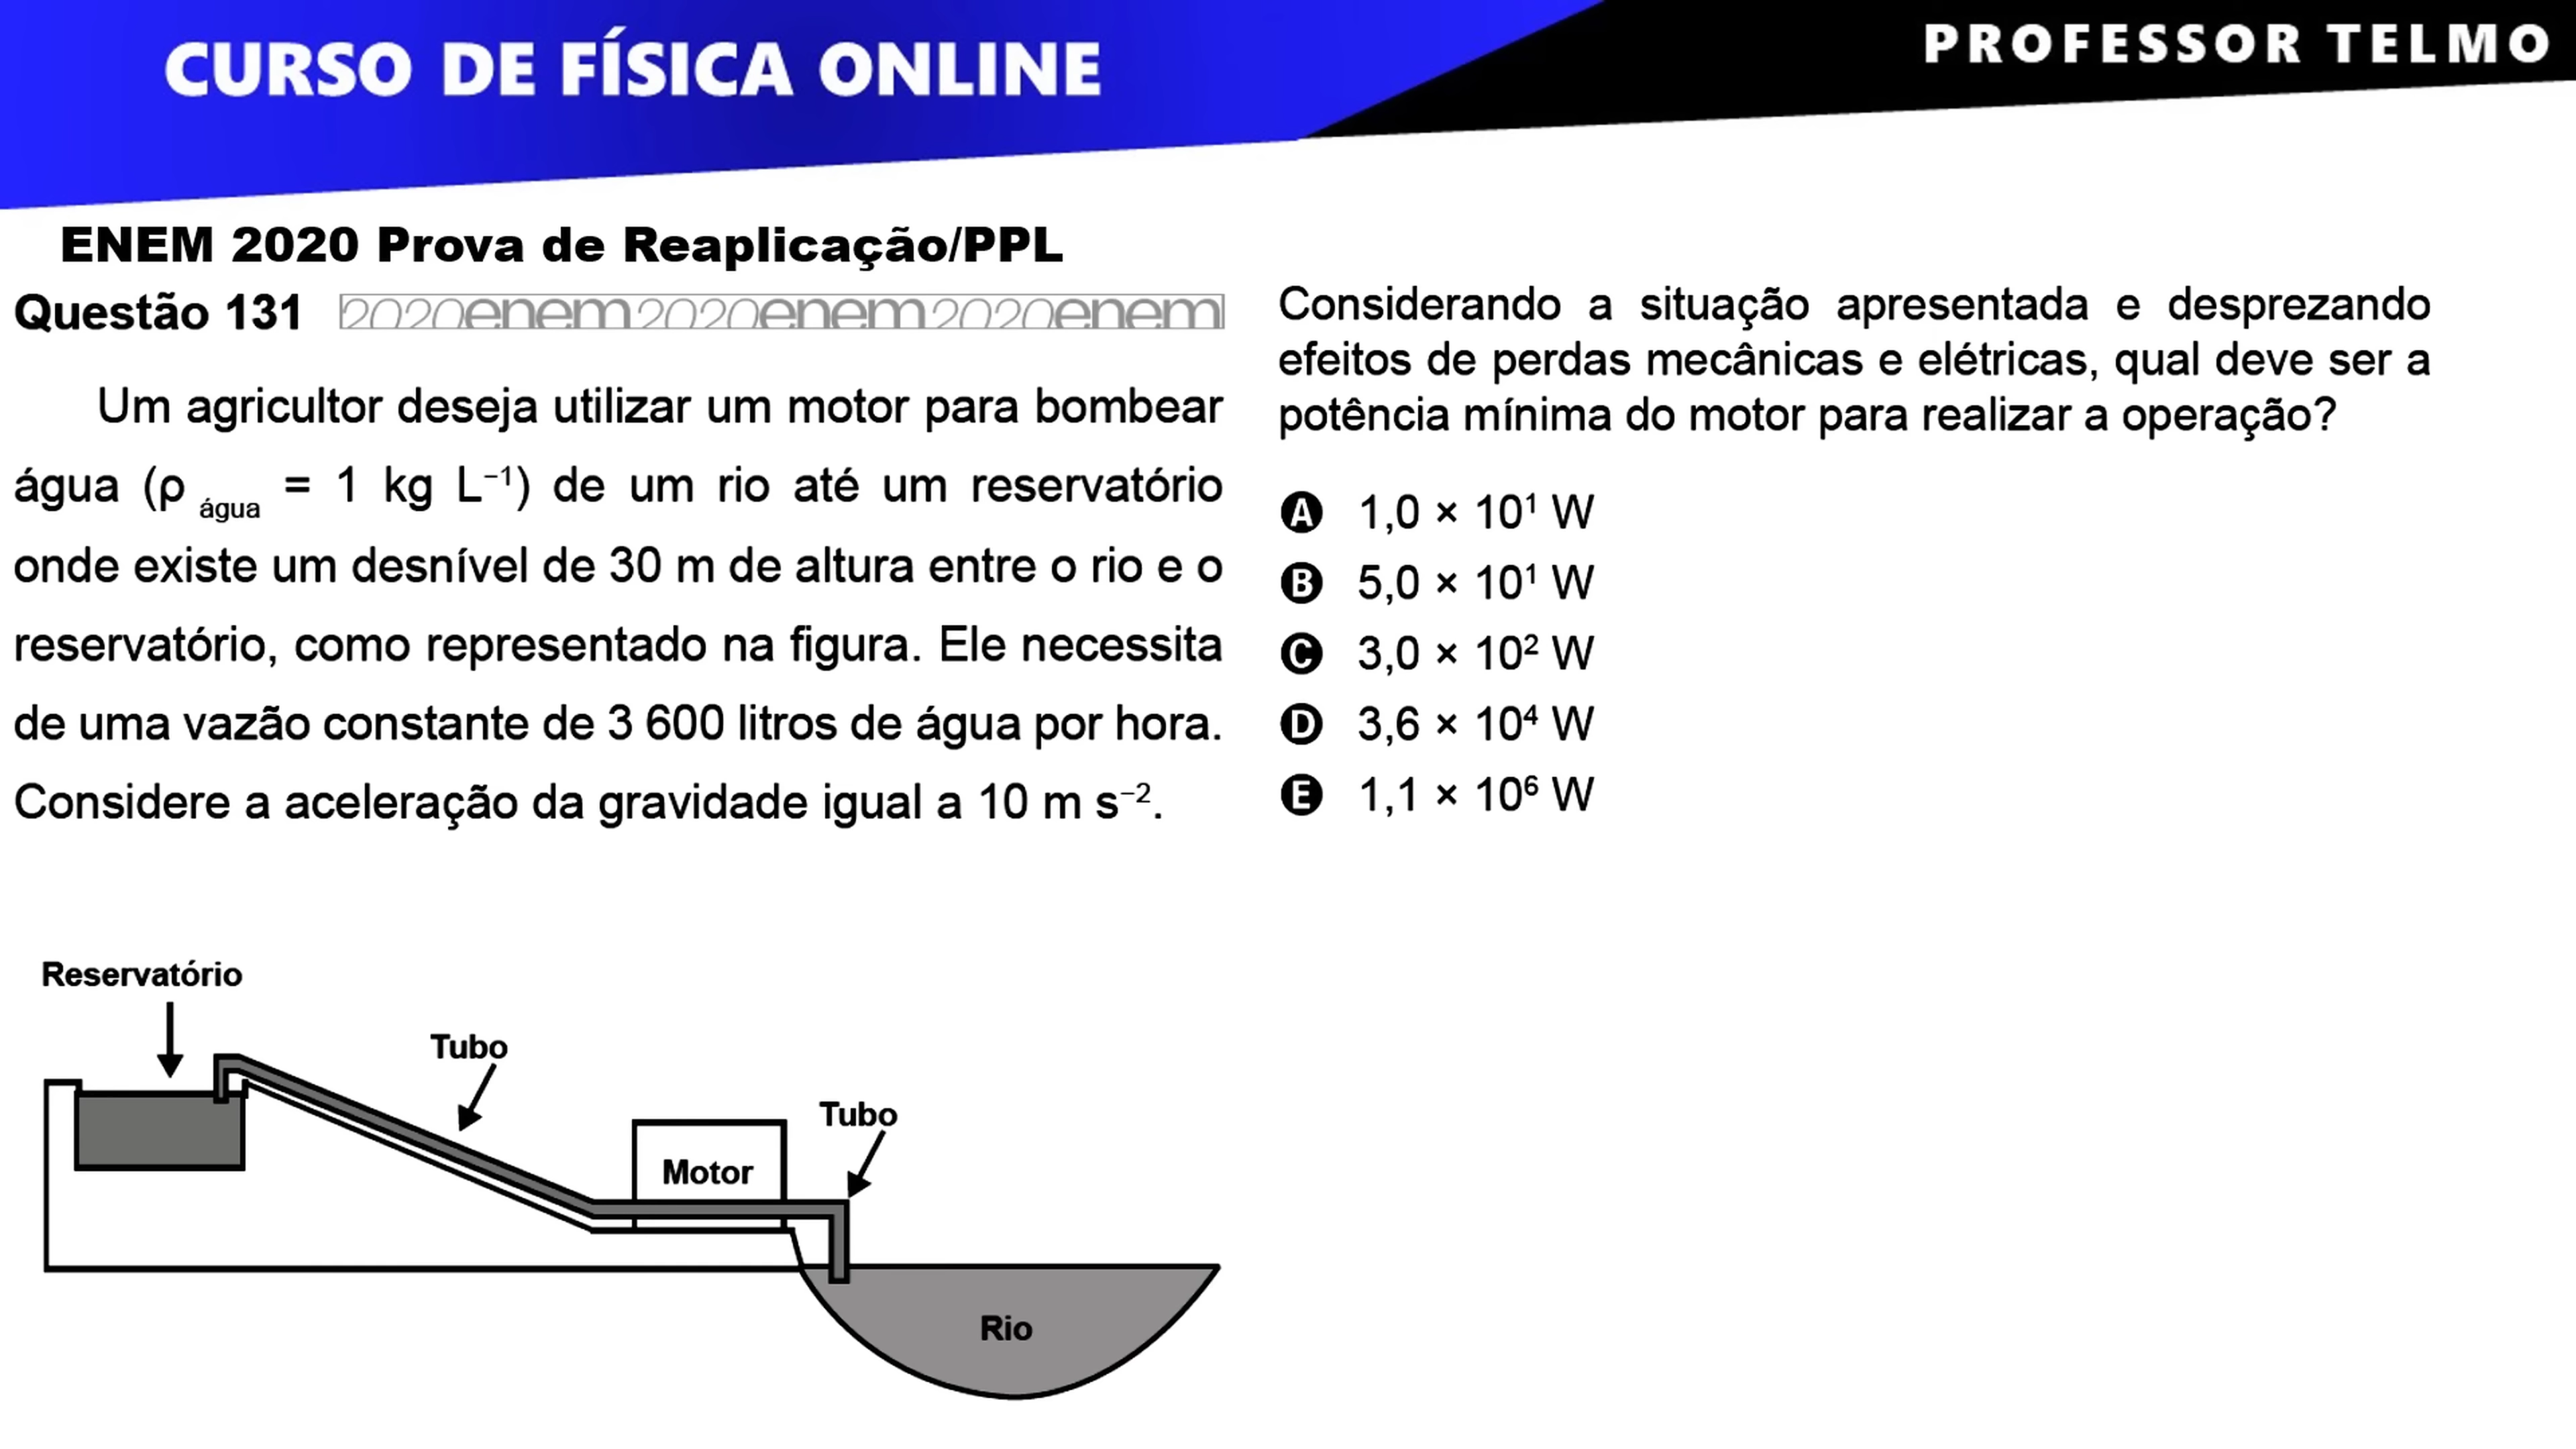 CURSO DE FÍSICA ONLINE
PROFESSOR TELMO
ENEM 2020 Prova de Reaplicação/PPL
Questão 131 2020enem2020enem2020enem
Um agricultor deseja utilizar um motor para bombear
água (ρ água = 1 kg L⁻¹) de um rio até um reservatório
onde existe um desnível de 30 m de altura entre o rio e o
reservatório, como representado na figura. Ele necessita
de uma vazão constante de 3 600 litros de água por hora.
Considere a aceleração da gravidade igual a 10 m s⁻².
Considerando a situação apresentada e desprezando
efeitos de perdas mecânicas e elétricas, qual deve ser a
potência mínima do motor para realizar a operação?
A 1,0 × 10¹ W
B 5,0 × 10¹ W
C 3,0 × 10² W
D 3,6 × 10⁴ W
E 1,1 × 10⁶ W
Reservatório
Tubo
Tubo
Motor
Rio